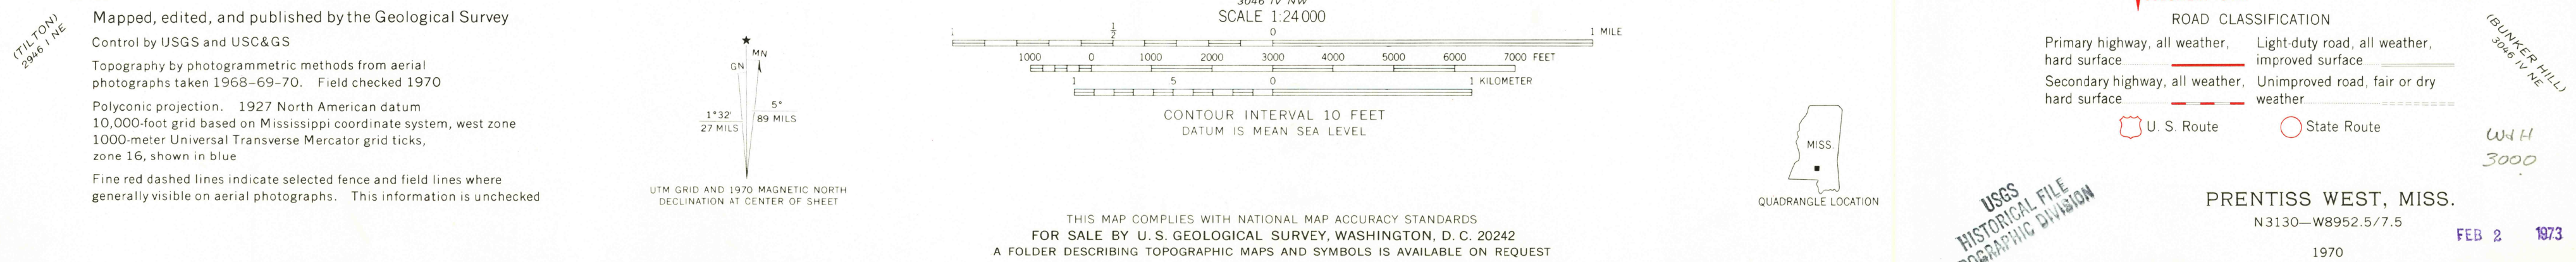 (TILTON)
2946 I NE
Mapped, edited, and published by the Geological Survey
Control by USGS and USC&GS
Topography by photogrammetric methods from aerial
photographs taken 1968–69–70. Field checked 1970
Polyconic projection. 1927 North American datum
10,000-foot grid based on Mississippi coordinate system, west zone
1000-meter Universal Transverse Mercator grid ticks,
zone 16, shown in blue
Fine red dashed lines indicate selected fence and field lines where
generally visible on aerial photographs. This information is unchecked
MN
GN
1°32'
27 MILS
5°
89 MILS
UTM GRID AND 1970 MAGNETIC NORTH
DECLINATION AT CENTER OF SHEET
3046 IV NW
SCALE 1:24 000
1 ½ 0 1 MILE
1000 0 1000 2000 3000 4000 5000 6000 7000 FEET
1 .5 0 1 KILOMETER
CONTOUR INTERVAL 10 FEET
DATUM IS MEAN SEA LEVEL
THIS MAP COMPLIES WITH NATIONAL MAP ACCURACY STANDARDS
FOR SALE BY U. S. GEOLOGICAL SURVEY, WASHINGTON, D. C. 20242
A FOLDER DESCRIBING TOPOGRAPHIC MAPS AND SYMBOLS IS AVAILABLE ON REQUEST
MISS.
QUADRANGLE LOCATION
ROAD CLASSIFICATION
Primary highway, all weather,
hard surface
Light-duty road, all weather,
improved surface
Secondary highway, all weather,
hard surface
Unimproved road, fair or dry
weather
U. S. Route
State Route
(BUNKER HILL)
3046 IV NE
3000
USGS
HISTORICAL FILE
OGRAPHIC DIVISION
PRENTISS WEST, MISS.
N3130—W8952.5/7.5
1970
FEB 2 1973